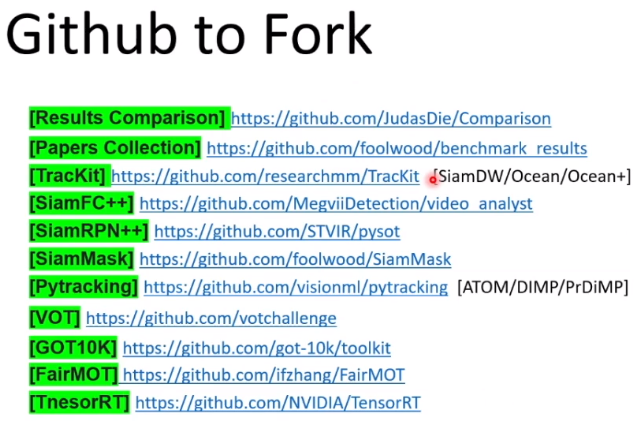 Github to Fork
[Results Comparison] https://github.com/JudasDie/Comparison
[Papers Collection] https://github.com/foolwood/benchmark_results
[TracKit] https://github.com/researchmm/TracKit [SiamDW/Ocean/Ocean+]
[SiamFC++] https://github.com/MegviiDetection/video_analyst
[SiamRPN++] https://github.com/STVIR/pysot
[SiamMask] https://github.com/foolwood/SiamMask
[Pytracking] https://github.com/visionml/pytracking [ATOM/DIMP/PrDiMP]
[VOT] https://github.com/votchallenge
[GOT10K] https://github.com/got-10k/toolkit
[FairMOT] https://github.com/ifzhang/FairMOT
[TnesorRT] https://github.com/NVIDIA/TensorRT